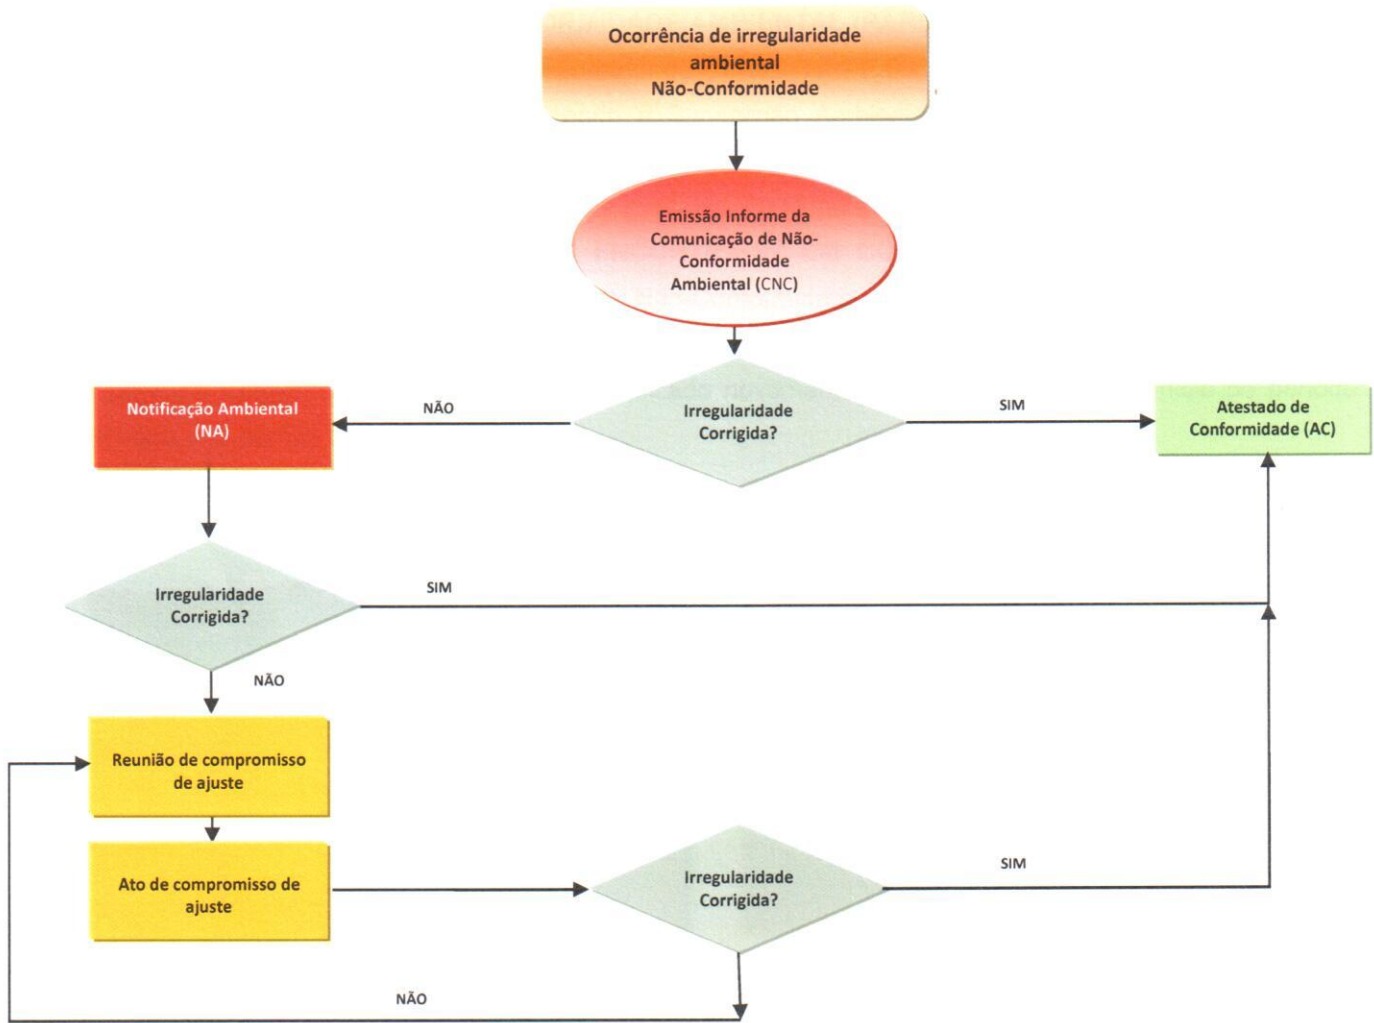 Ocorrência de irregularidade
ambiental
Não-Conformidade
Emissão Informe da
Comunicação de Não-
Conformidade
Ambiental (CNC)
Irregularidade
Corrigida?
NÃO
SIM
Notificação Ambiental
(NA)
Atestado de
Conformidade (AC)
Irregularidade
Corrigida?
SIM
NÃO
Reunião de compromisso
de ajuste
Ato de compromisso de
ajuste
Irregularidade
Corrigida?
SIM
NÃO